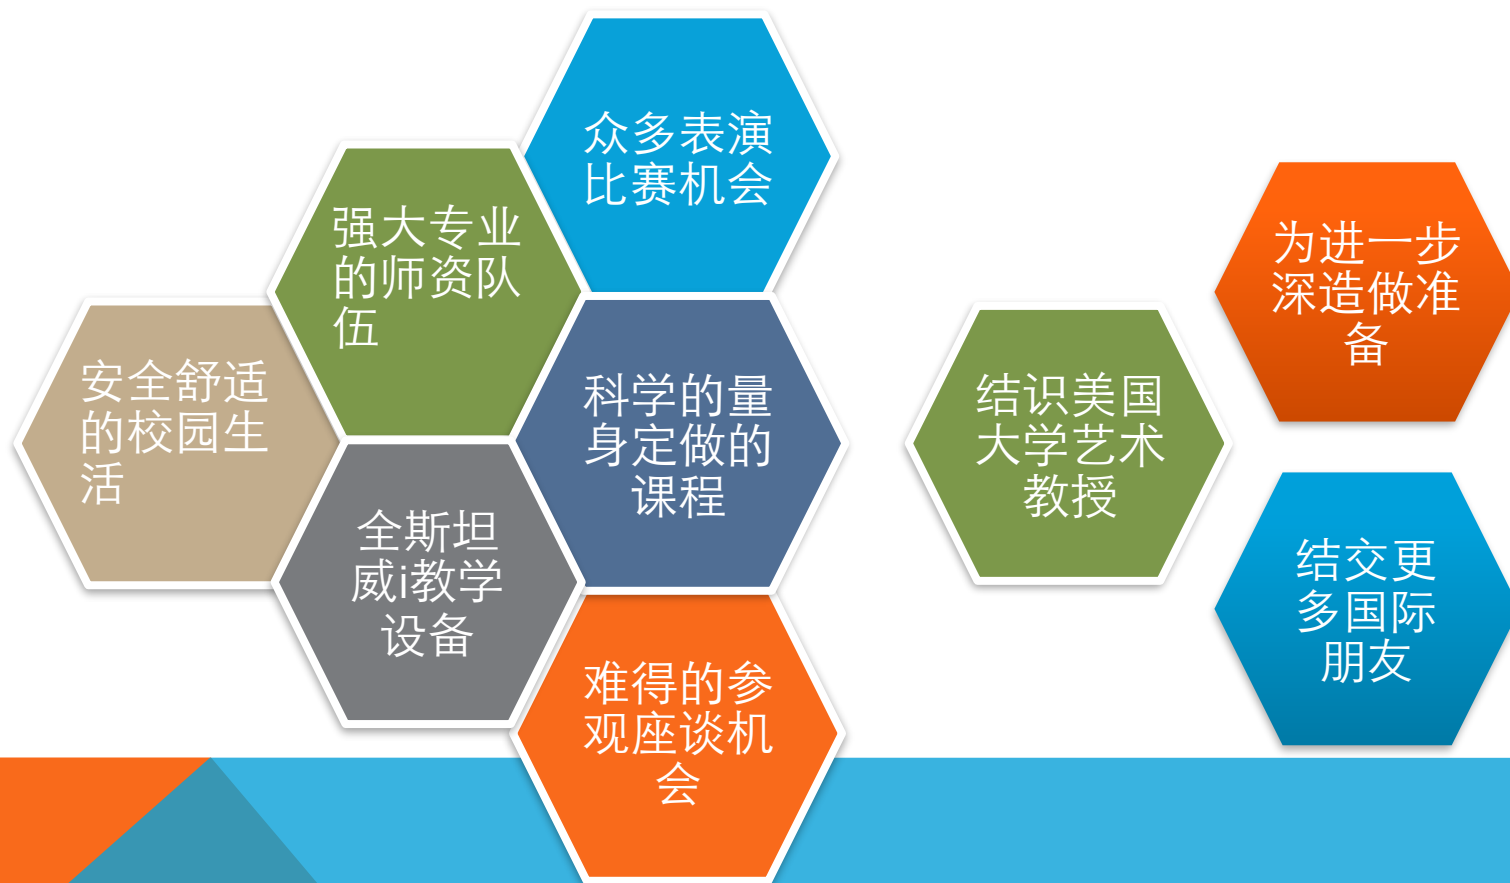 众多表演
比赛机会
强大专业
的师资队
伍
安全舒适
的校园生
活
科学的量
身定做的
课程
全斯坦
威i教学
设备
难得的参
观座谈机
会
结识美国
大学艺术
教授
为进一步
深造做准
备
结交更
多国际
朋友